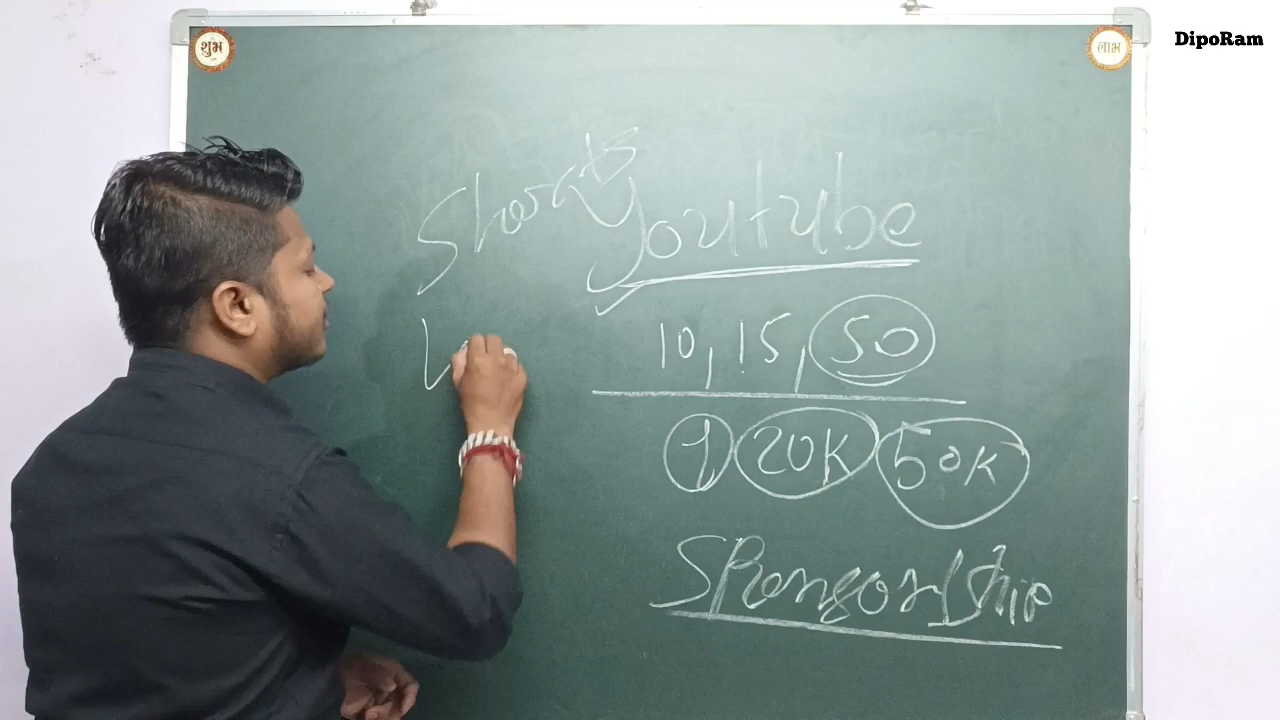 शुभ
लाभ
DipoRam
Shorts
Youtube
10, 15, 50
1 20K 50K
SPonsorship